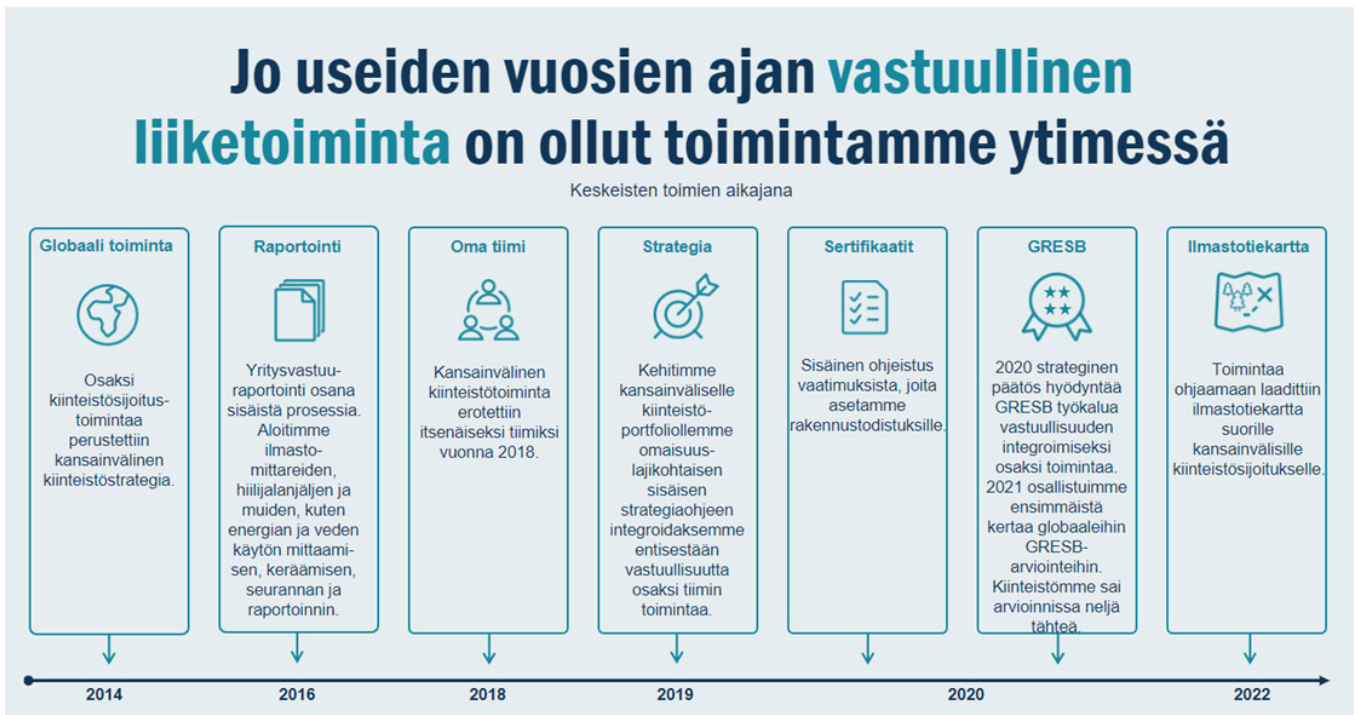 Jo useiden vuosien ajan vastuullinen
liiketoiminta on ollut toimintamme ytimessä
Keskeisten toimien aikajana
Globaali toiminta
Osaksi
kiinteistösijoitus-
toimintaa
perustettiin
kansainvälinen
kiinteistöstrategia.
Raportointi
Yritysvastuu-
raportointi osana
sisäistä prosessia.
Aloitimme
ilmasto-
mittareiden,
hiilijalanjäljen ja
muiden, kuten
energian ja veden
käytön mittaami-
sen, keräämisen,
seurannan ja
raportoinnin.
Oma tiimi
Kansainvälinen
kiinteistötoiminta
erotettiin
itsenäiseksi tiimiksi
vuonna 2018.
Strategia
Kehitimme
kansainväliselle
kiinteistö-
portfoliollemme
omaisuus-
lajikohtaisen
sisäisen
strategiaohjeen
integroidaksemme
entisestään
vastuullisuutta
osaksi tiimin
toimintaa.
Sertifikaatit
Sisäinen ohjeistus
vaatimuksista, joita
asetamme
rakennustodistuksille.
GRESB
2020 strateginen
päätös hyödyntää
GRESB työkalua
vastuullisuuden
integroimiseksi
osaksi toimintaa.
2021 osallistuimme
ensimmäistä
kertaa globaaleihin
GRESB-
arviointeihin.
Kiinteistömme sai
arvioinnissa neljä
tähteä.
Ilmastotiekartta
Toimintaa
ohjaamaan laadittiin
ilmastotiekartta
suorille
kansainvälisille
kiinteistösijoitukselle.
2014
2016
2018
2019
2020
2022